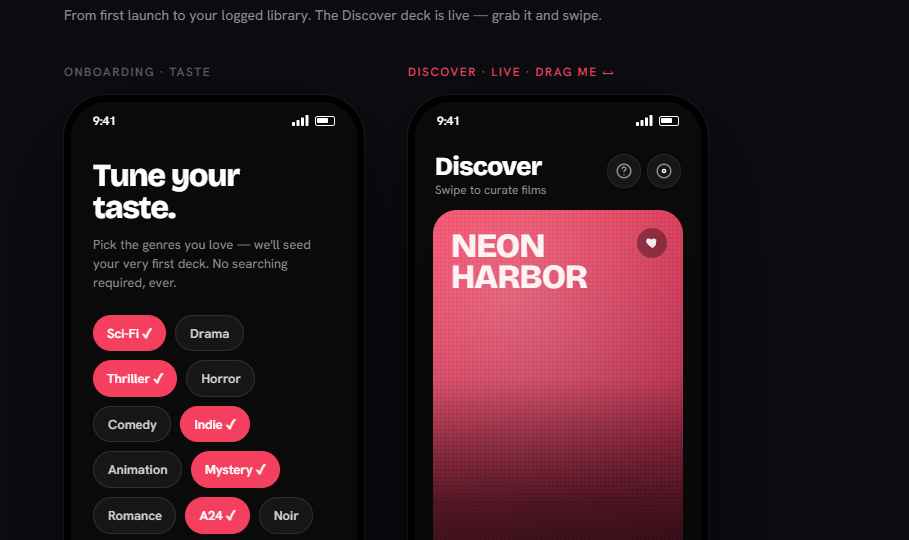 From first launch to your logged library. The Discover deck is live — grab it and swipe.
ONBOARDING · TASTE
9:41
Tune your
taste.
Pick the genres you love — we'll seed
your very first deck. No searching
required, ever.
Sci-Fi ✓ Drama
Thriller ✓ Horror
Comedy Indie ✓
Animation Mystery ✓
Romance A24 ✓ Noir
DISCOVER · LIVE · DRAG ME
9:41
Discover
Swipe to curate films
NEON
HARBOR